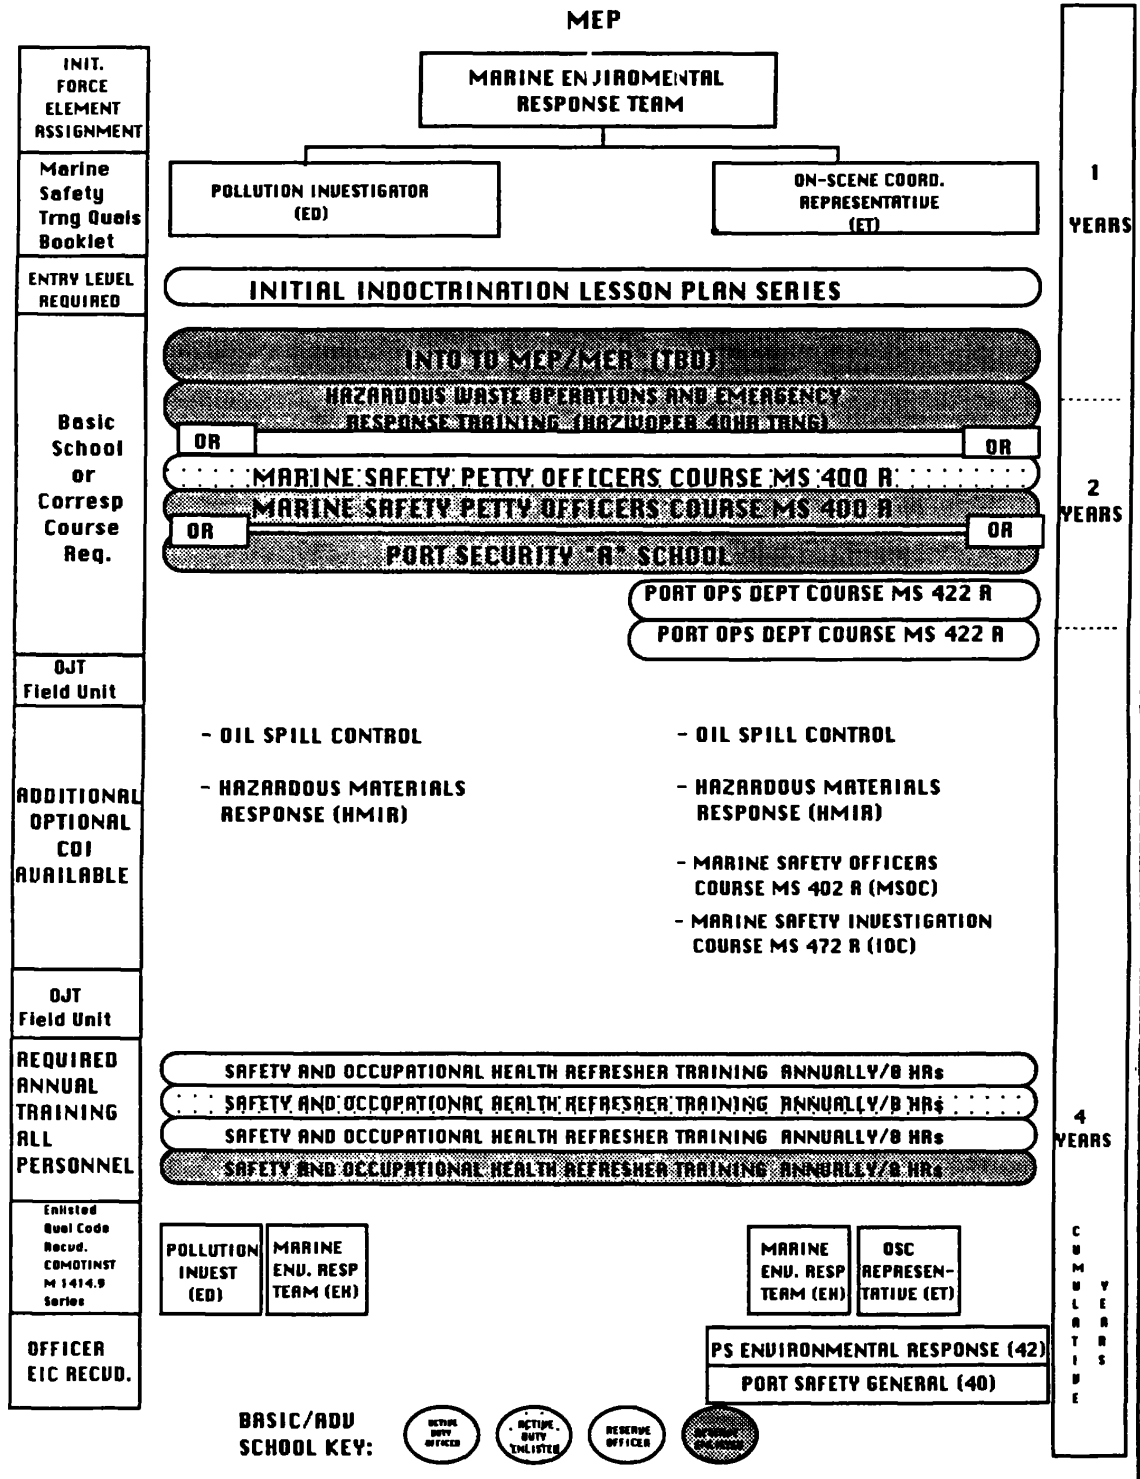 MEP
INIT.
FORCE
ELEMENT
ASSIGNMENT
MARINE ENVIROMENTAL
RESPONSE TEAM
Marine
Safety
Trng Quals
Booklet
POLLUTION INVESTIGATOR
(ED)
ON-SCENE COORD.
REPRESENTATIVE
(ET)
1
YEARS
ENTRY LEVEL
REQUIRED
INITIAL INDOCTRINATION LESSON PLAN SERIES
Basic
School
or
Corresp
Course
Req.
INTO TO MEP/MER (TBD)
HAZARDOUS WASTE OPERATIONS AND EMERGENCY
RESPONSE TRAINING (HAZWOPER 40HR TRNG)
OR
OR
MARINE SAFETY PETTY OFFICERS COURSE MS 400 R
MARINE SAFETY PETTY OFFICERS COURSE MS 400 R
OR
OR
PORT SECURITY "A" SCHOOL
PORT OPS DEPT COURSE MS 422 R
PORT OPS DEPT COURSE MS 422 R
2
YEARS
OJT
Field Unit
ADDITIONAL
OPTIONAL
COI
AVAILABLE
- OIL SPILL CONTROL
- HAZARDOUS MATERIALS
RESPONSE (HMIR)
- OIL SPILL CONTROL
- HAZARDOUS MATERIALS
RESPONSE (HMIR)
- MARINE SAFETY OFFICERS
COURSE MS 402 R (MSOC)
- MARINE SAFETY INVESTIGATION
COURSE MS 472 R (IOC)
OJT
Field Unit
REQUIRED
ANNUAL
TRAINING
ALL
PERSONNEL
SAFETY AND OCCUPATIONAL HEALTH REFRESHER TRAINING ANNUALLY/8 HRs
SAFETY AND OCCOPATIONAL HEALTH REFRESHER TRAINING ANNUALLY/8 HRs
SAFETY AND OCCUPATIONAL HEALTH REFRESHER TRAINING ANNUALLY/8 HRs
SAFETY AND OCCUPATIONAL HEALTH REFRESHER TRAINING ANNUALLY/8 HRs
4
YEARS
Enlisted
Qual Code
Recvd.
COMDTINST
M 1414.9
Series
POLLUTION
INVEST
(ED)
MARINE
ENV. RESP
TEAM (EH)
MARINE
ENV. RESP
TEAM (EH)
OSC
REPRESEN-
TATIVE (ET)
CUMULATIVE
YEARS
OFFICER
EIC RECVD.
PS ENVIRONMENTAL RESPONSE (42)
PORT SAFETY GENERAL (40)
BASIC/ADV
SCHOOL KEY:
ACTIVE
DUTY
OFFICER
ACTIVE
DUTY
ENLISTED
RESERVE
OFFICER
RESERVE
ENLISTED